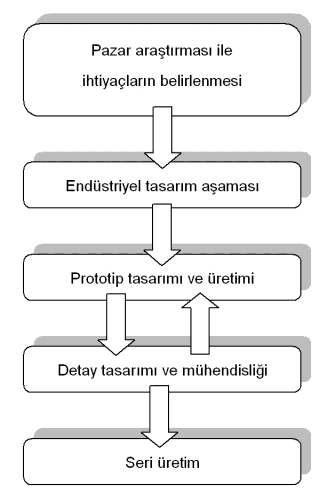 Pazar araştırması ile
ihtiyaçların belirlenmesi
Endüstriyel tasarım aşaması
Prototip tasarımı ve üretimi
Detay tasarımı ve mühendisliği
Seri üretim